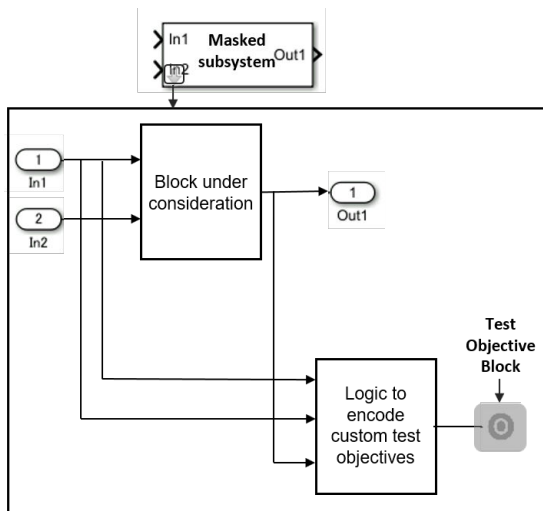 In1
Masked
subsystem
Out1
In2
1
In1
2
In2
Block under
consideration
1
Out1
Test
Objective
Block
Logic to
encode
custom test
objectives